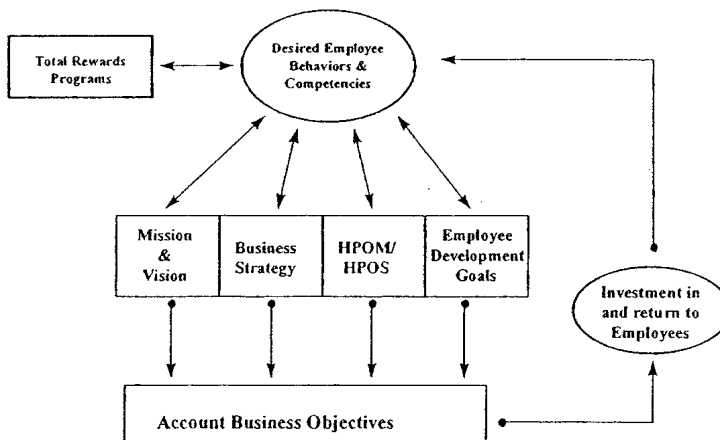 Total Rewards
Programs
Desired Employee
Behaviors &
Competencies
Mission
&
Vision
Business
Strategy
HPOM/
HPOS
Employee
Development
Goals
Investment in
and return to
Employees
Account Business Objectives